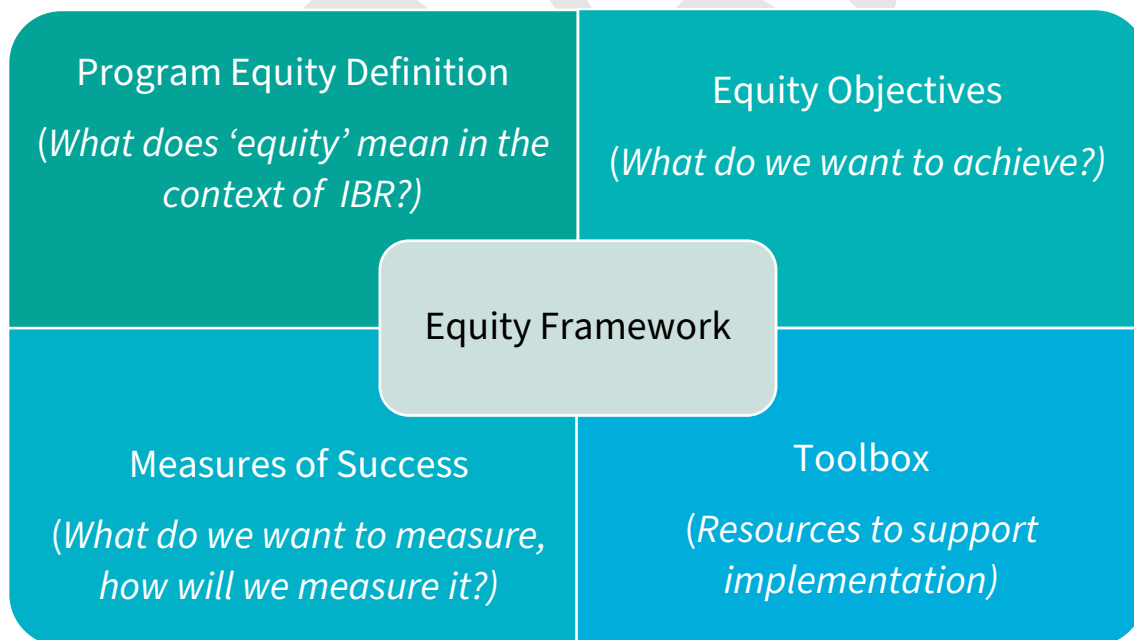 Program Equity Definition
(What does ‘equity’ mean in the
context of  IBR?)
Equity Objectives
(What do we want to achieve?)
Equity Framework
Measures of Success
(What do we want to measure,
how will we measure it?)
Toolbox
(Resources to support
implementation)